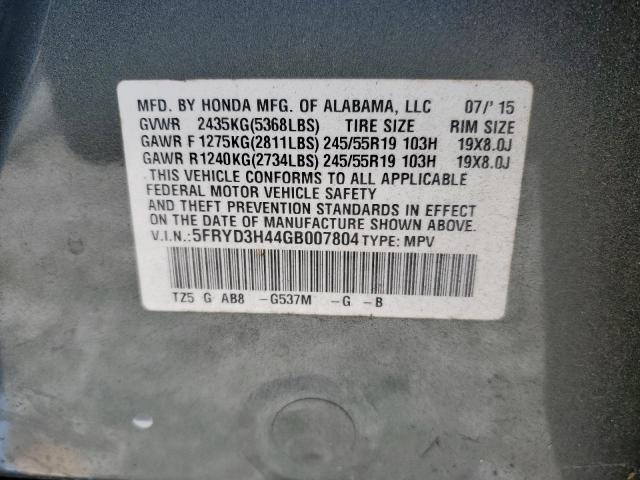 MFD. BY HONDA MFG. OF ALABAMA, LLC 07/'15
GVWR 2435KG(5368LBS) TIRE SIZE RIM SIZE
GAWR F 1275KG(2811LBS) 245/55R19 103H 19X8.0J
GAWR R1240KG(2734LBS) 245/55R19 103H 19X8.0J
THIS VEHICLE CONFORMS TO ALL APPLICABLE
FEDERAL MOTOR VEHICLE SAFETY
AND THEFT PREVENTION STANDARDS IN EFFECT
ON THE DATE OF MANUFACTURE SHOWN ABOVE.
V.I.N.:5FRYD3H44GB007804 TYPE: MPV
TZ5 G AB8 -G537M -G -B